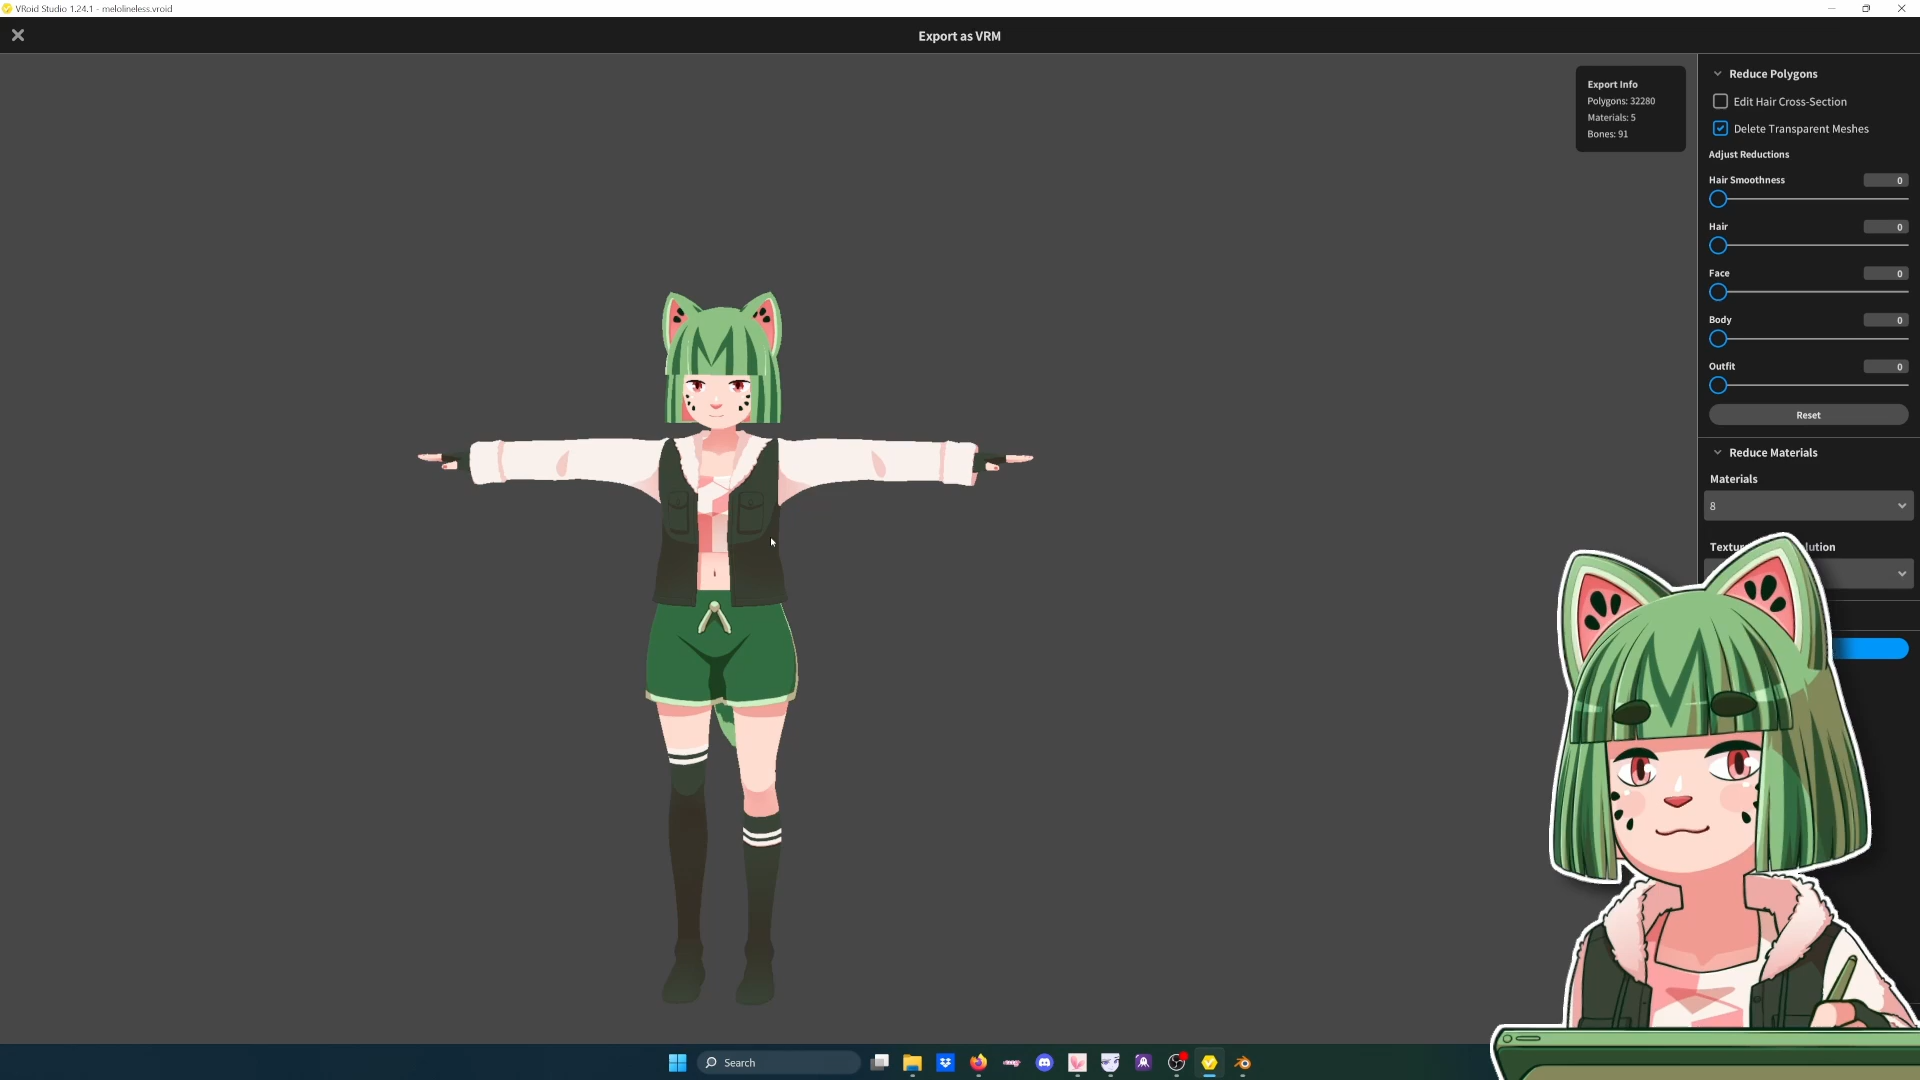 VRoid Studio 1.24.1 - melolineless.vroid
Export as VRM
Export Info
Polygons: 32280
Materials: 5
Bones: 91
Reduce Polygons
Edit Hair Cross-Section
Delete Transparent Meshes
Adjust Reductions
Hair Smoothness 0
Hair 0
Face 0
Body 0
Outfit 0
Reset
Reduce Materials
Materials
8
Search